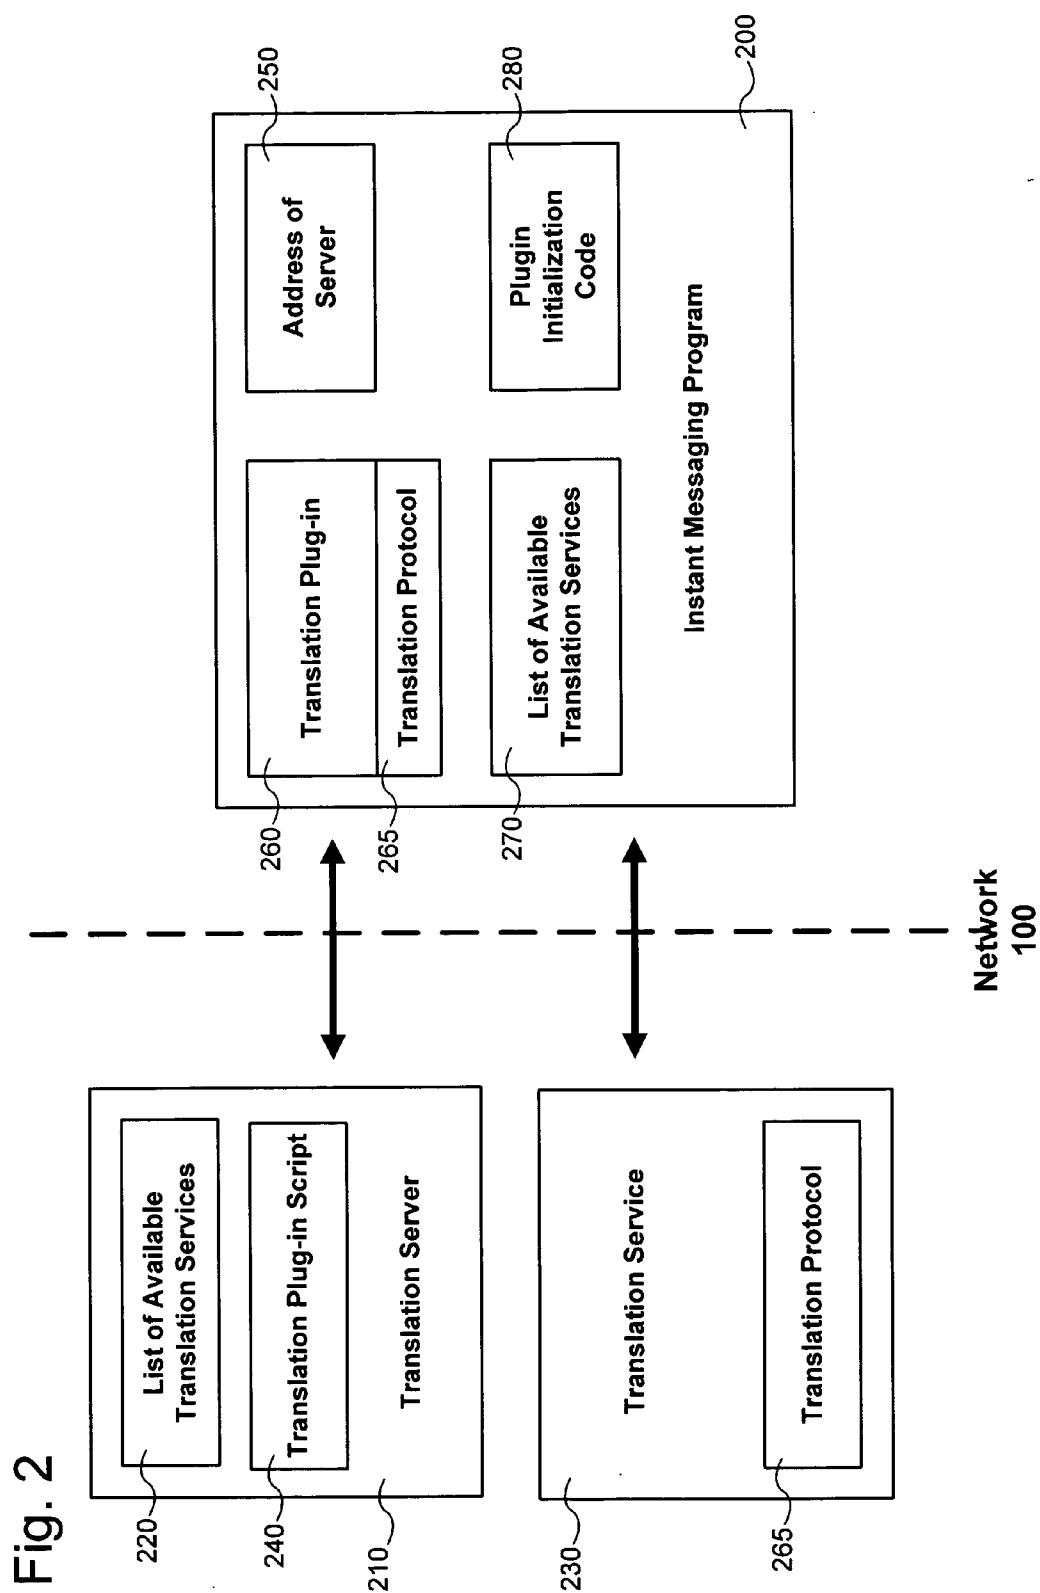 Fig. 2
220
List of Available
Translation Services
240
Translation Plug-in Script
210
Translation Server
230
Translation Service
265
Translation Protocol
Network
100
260
Translation Plug-in
265
Translation Protocol
250
Address of
Server
270
List of Available
Translation Services
280
Plugin
Initialization
Code
Instant Messaging Program
200